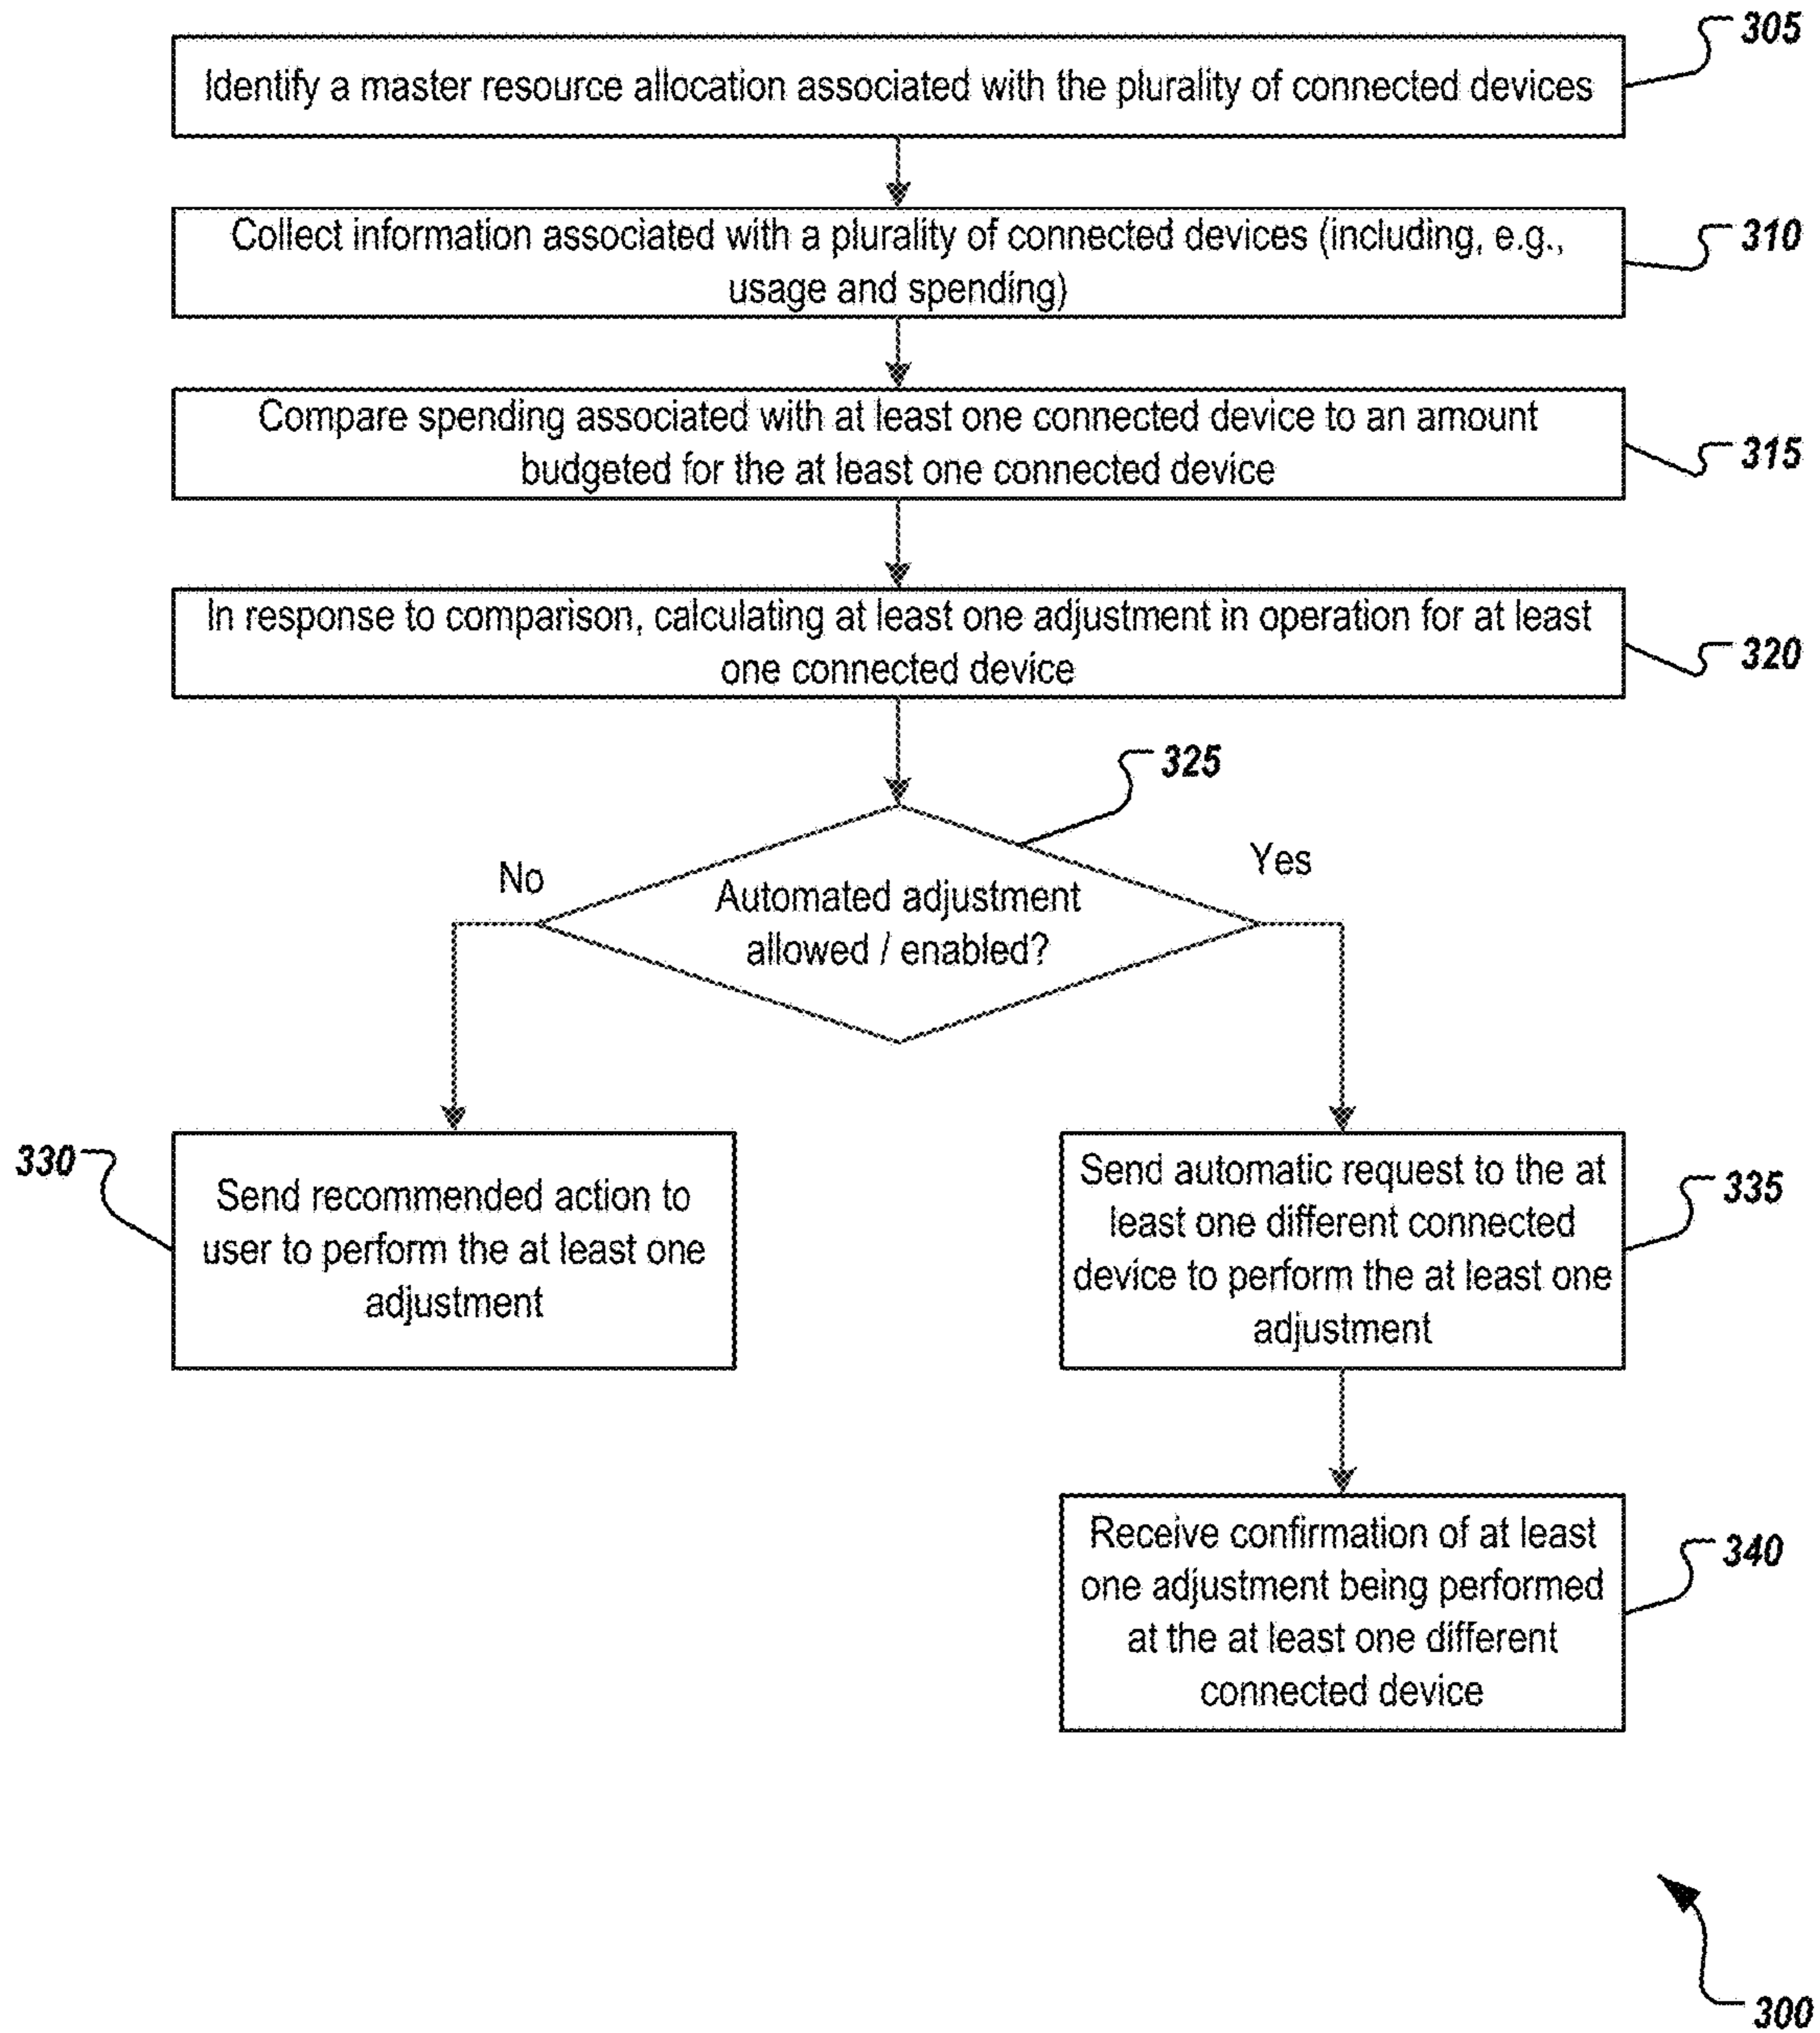 305
Identify a master resource allocation associated with the plurality of connected devices
310
Collect information associated with a plurality of connected devices (including, e.g.,
usage and spending)
315
Compare spending associated with at least one connected device to an amount
budgeted for the at least one connected device
320
In response to comparison, calculating at least one adjustment in operation for at least
one connected device
325
No
Yes
Automated adjustment
allowed / enabled?
330
Send recommended action to
user to perform the at least one
adjustment
335
Send automatic request to the at
least one different connected
device to perform the at least one
adjustment
340
Receive confirmation of at least
one adjustment being performed
at the at least one different
connected device
300